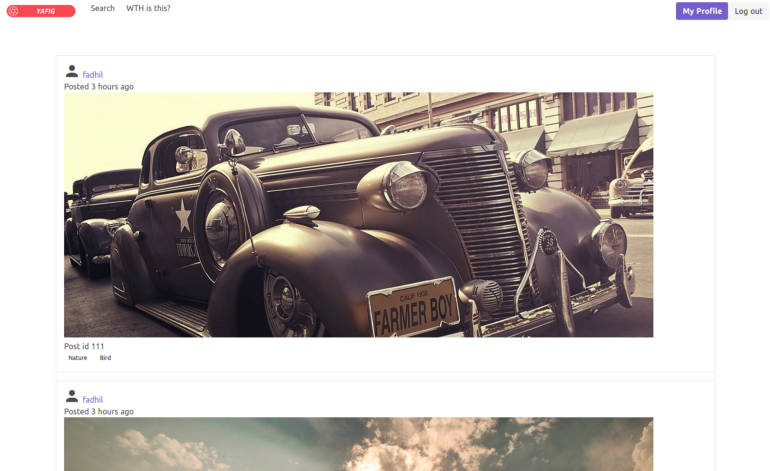 YAFIG
Search
WTH is this?
My Profile
Log out
fadhil
Posted 3 hours ago
CALIF 1938
FARMER BOY
38
Post id 111
Nature
Bird
fadhil
Posted 3 hours ago